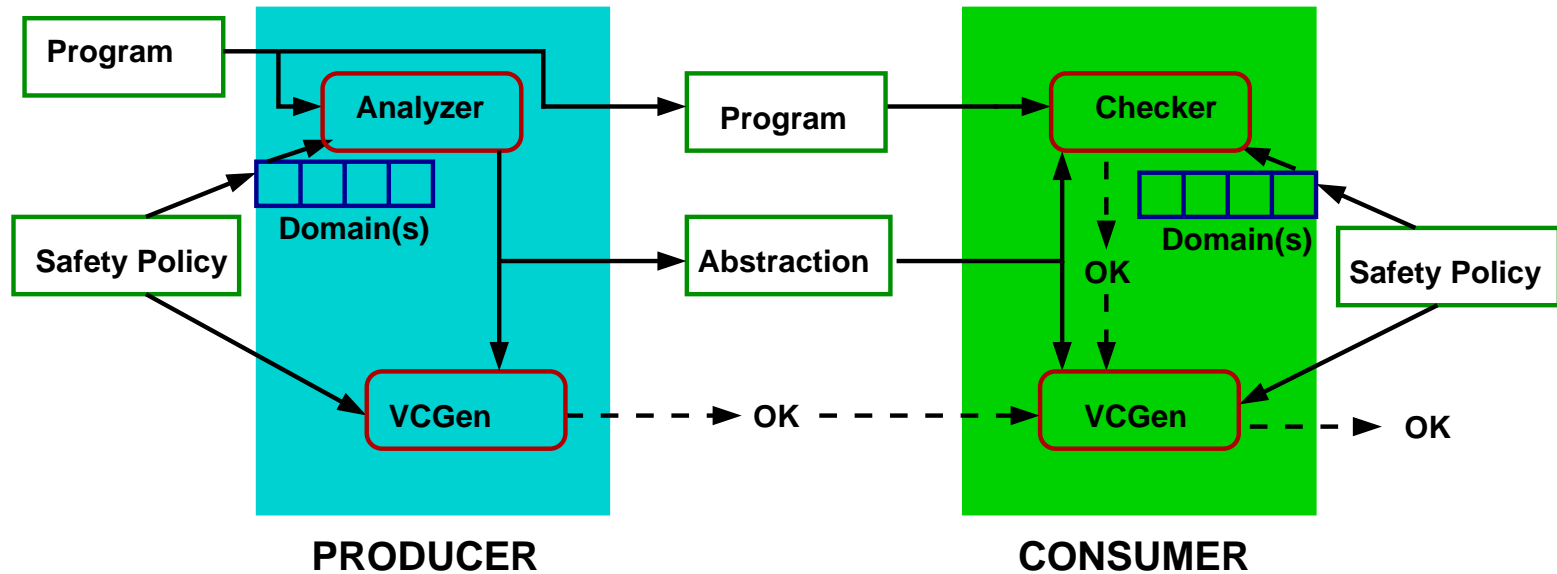 Program
Analyzer
Program
Checker
Domain(s)
Domain(s)
Safety Policy
Abstraction
OK
Safety Policy
VCGen
OK
VCGen
OK
PRODUCER
CONSUMER